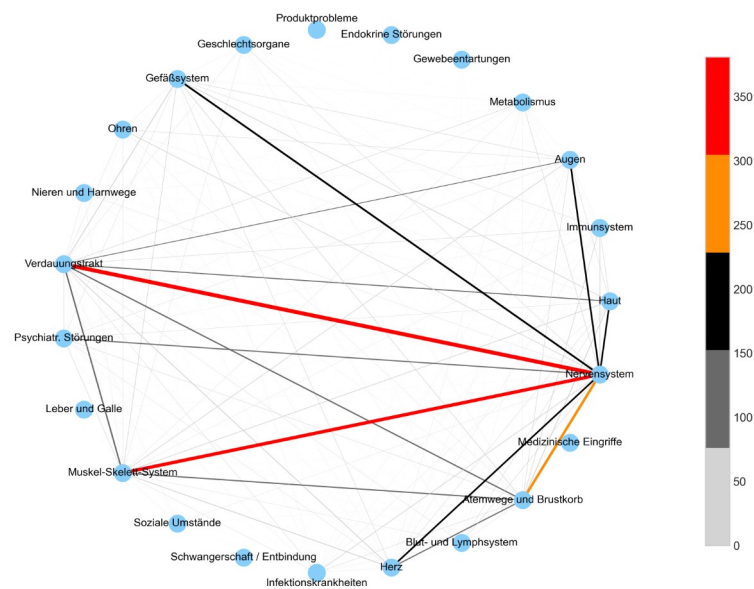 Produktprobleme
Endokrine Störungen
Geschlechtsorgane
Gewebeentartungen
Gefäßsystem
Metabolismus
Ohren
Augen
Nieren und Harnwege
Immunsystem
Verdauungstrakt
Haut
Psychiatr. Störungen
Nervensystem
Leber und Galle
Medizinische Eingriffe
Muskel-Skelett-System
Atemwege und Brustkorb
Soziale Umstände
Blut- und Lymphsystem
Schwangerschaft / Entbindung
Herz
Infektionskrankheiten
350
300
250
200
150
100
50
0